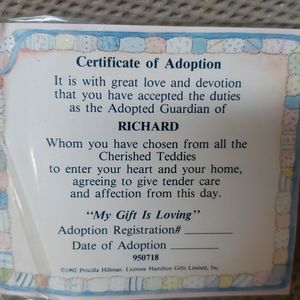 Certificate of Adoption
It is with great love and devotion
that you have accepted the duties
as the Adopted Guardian of
RICHARD
Whom you have chosen from all the
Cherished Teddies
to enter your heart and your home,
agreeing to give tender care
and affection from this day.
"My Gift Is Loving"
Adoption Registration# ________
Date of Adoption ________
950718
©1992 Priscilla Hillman. Licensee Hamilton Gifts Limited, Inc.